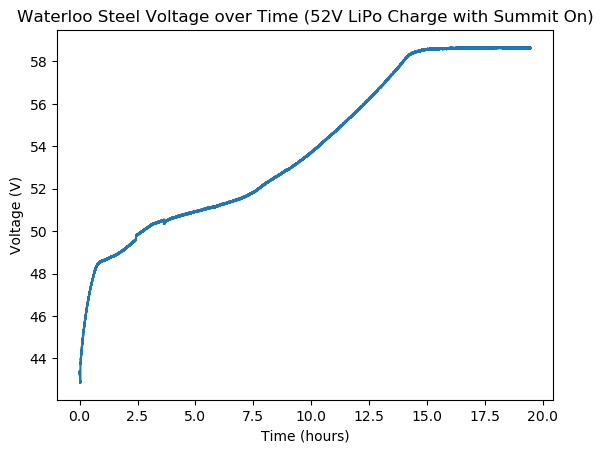 Waterloo Steel Voltage over Time (52V LiPo Charge with Summit On)
58
56
54
52
50
48
46
44
Voltage (V)
0.0 2.5 5.0 7.5 10.0 12.5 15.0 17.5 20.0
Time (hours)